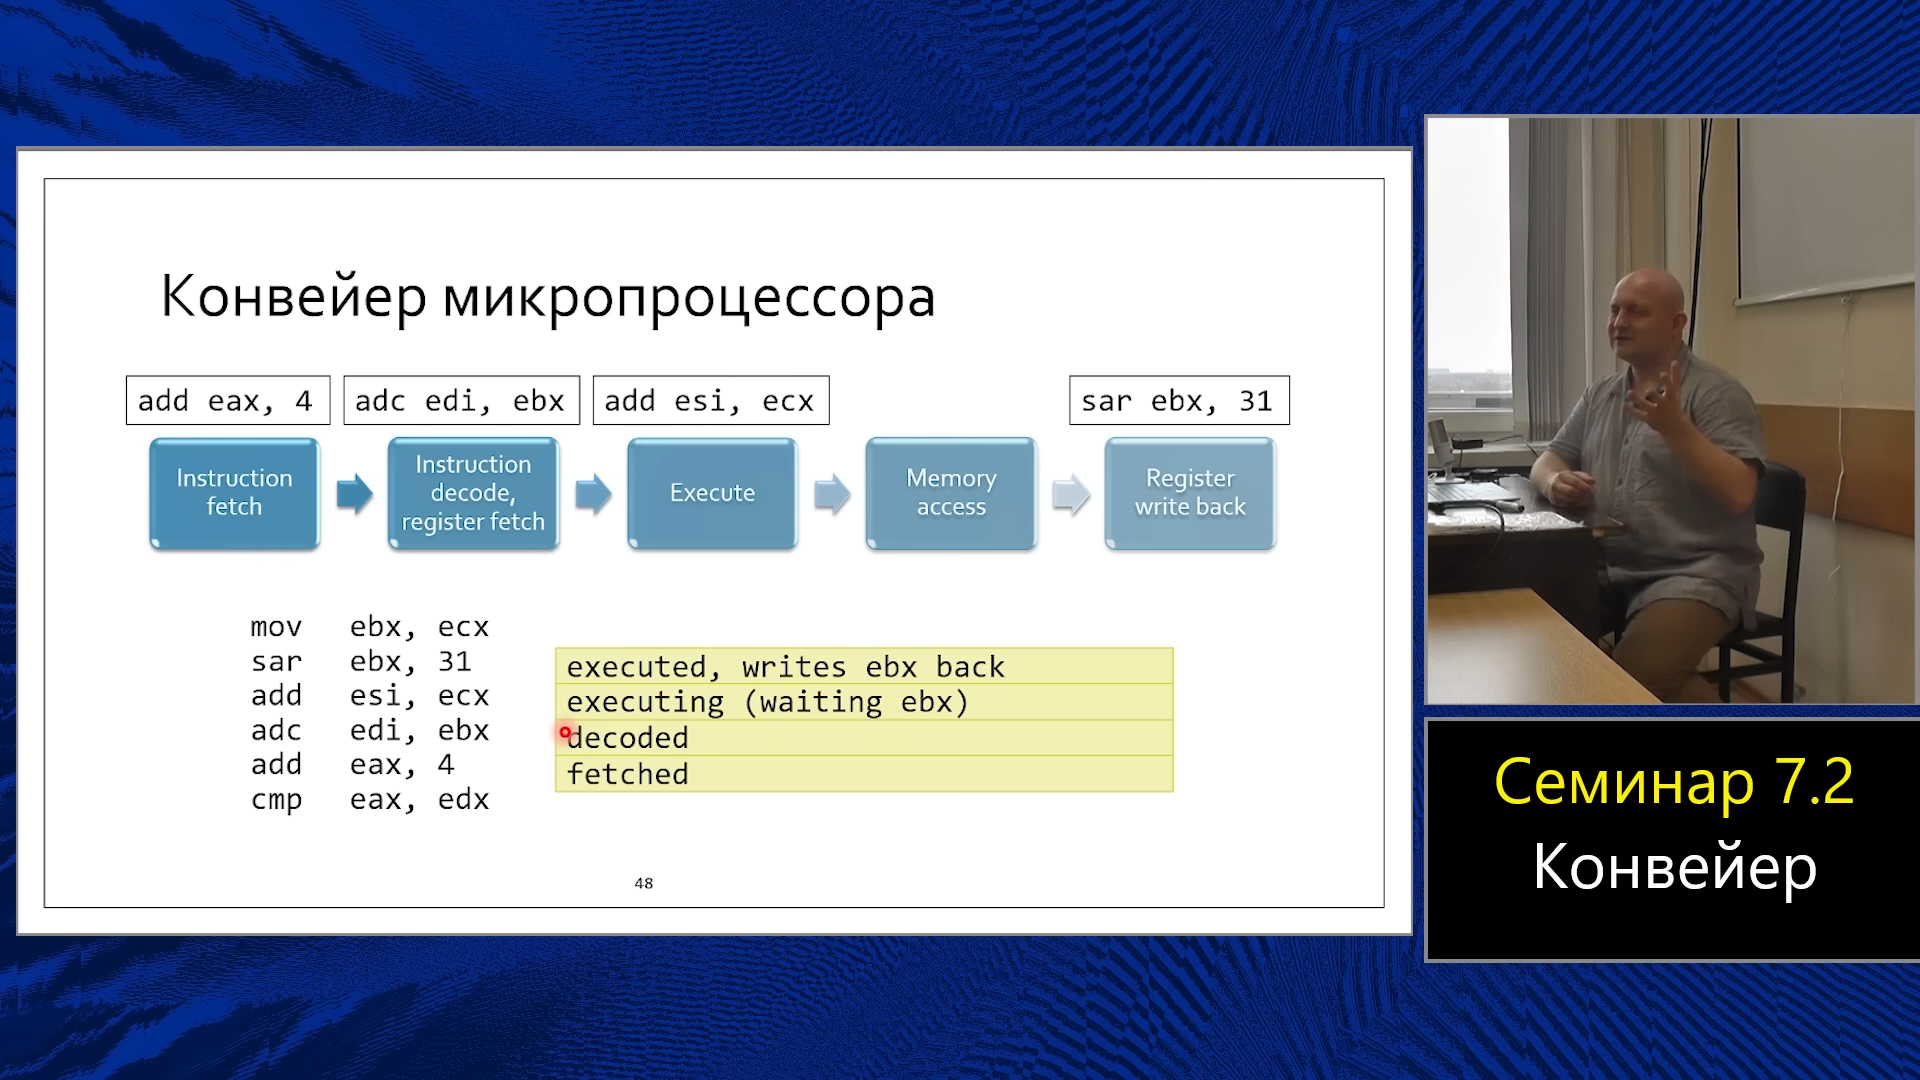 Конвейер микропроцессора
add eax, 4
adc edi, ebx
add esi, ecx
sar ebx, 31
Instruction
fetch
Instruction
decode,
register fetch
Execute
Memory
access
Register
write back
mov ebx, ecx
sar ebx, 31
add esi, ecx
adc edi, ebx
add eax, 4
cmp eax, edx
executed, writes ebx back
executing (waiting ebx)
decoded
fetched
48
Семинар 7.2
Конвейер